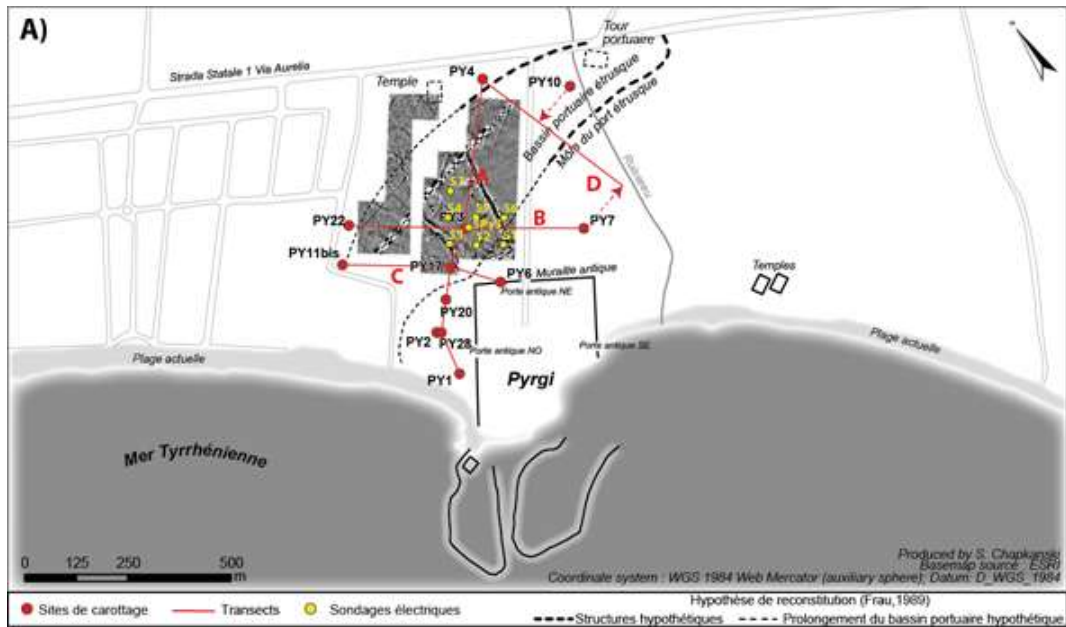 A)
Tour
portuaire
Strada Statale 1 Via Aurelia
Temple
PY4
PY10
Bassin portuaire étrusque
Môle du port étrusque
A
D
S4
PY22
B
PY7
PY11bis
C
PY17
PY6
Muraille antique
Porte antique NE
Temples
PY20
PY2
PY28
Porte antique NO
Porte antique SE
Plage actuelle
Plage actuelle
PY1
Pyrgi
Mer Tyrrhénienne
0 125 250 500
m
Produced by S. Chapkanski
Basemap source : ESRI
Coordinale system : WGS 1984 Web Mercator (auxiliary sphere); Datum: D_WGS_1984
Sites de carottage
Transects
Sondages électriques
Hypothèse de reconstitution (Frau,1989)
Structures hypothétiques
Prolongement du bassin portuaire hypothétique